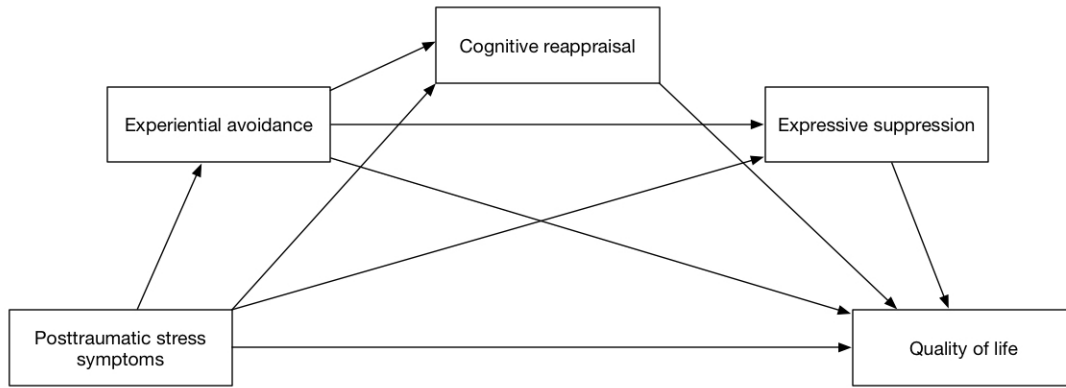 Cognitive reappraisal
Experiential avoidance
Expressive suppression
Posttraumatic stress
symptoms
Quality of life